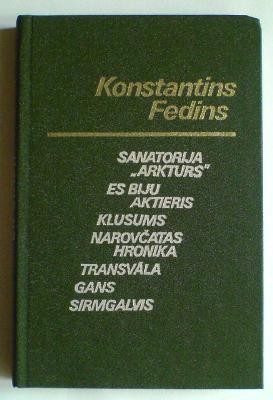 Konstantins
Fedins
SANATORIJA
„ARKTURS”
ES BIJU
AKTIERIS
KLUSUMS
NAROVČATAS
HRONIKA
TRANSVĀLA
GANS
SIRMGALVIS